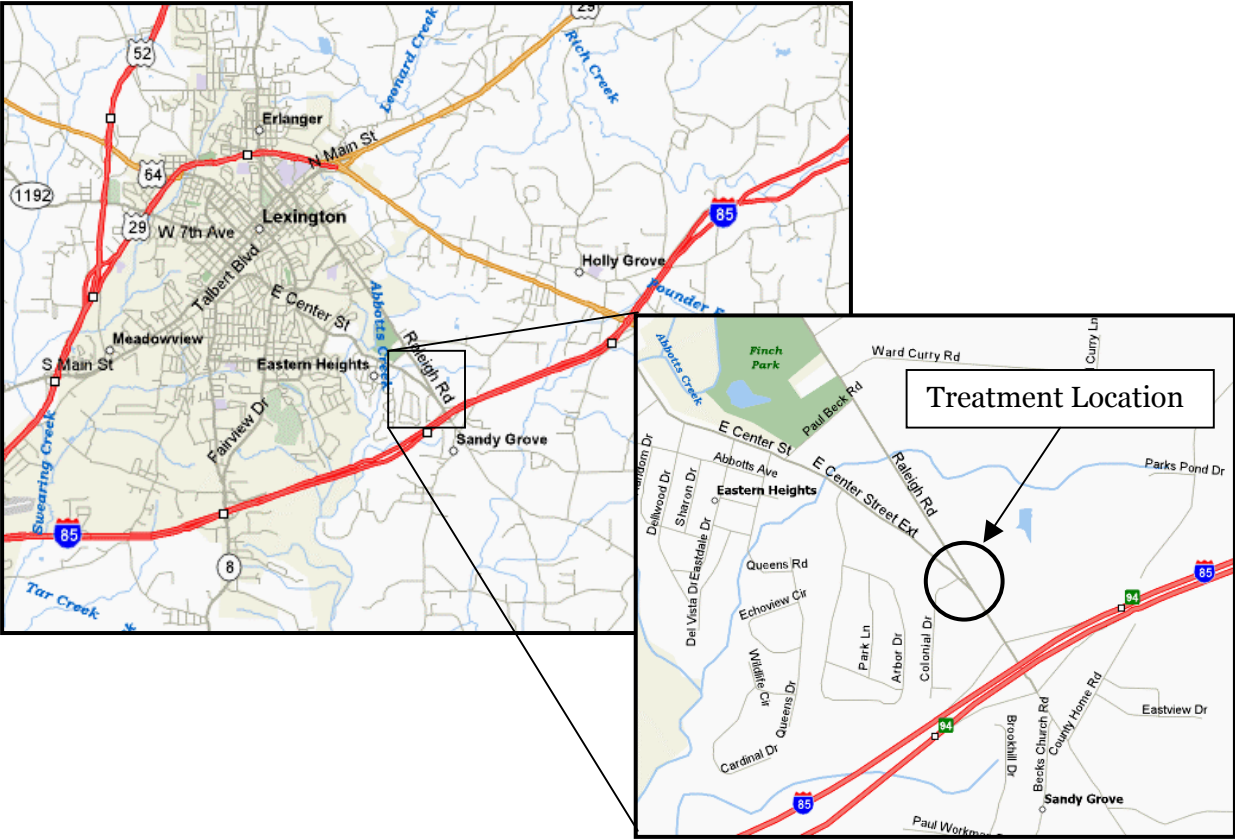 29
52
Leonard Creek
Rich Creek
Erlanger
N Main St
64
1192
29
W 7th Ave
Lexington
85
Talbert Blvd
Holly Grove
E Center St
Abbotts Creek
Meadowview
S Main St
Eastern Heights
Raleigh Rd
Fairview Dr
Sandy Grove
Swearing Creek
85
8
Tar Creek
Abbotts Creek
Finch
Park
Ward Curry Rd
Curry Ln
Treatment Location
Paul Beck Rd
E Center St
Raleigh Rd
Parks Pond Dr
Abbotts Ave
E Center Street Ext
Dellwood Dr
Sharon Dr
Eastern Heights
Eastdale Dr
Del Vista Dr
Queens Rd
Echoview Cir
85
94
Park Ln
Arbor Dr
Colonial Dr
Wildlife Cir
Queens Dr
County Home Rd
Becks Church Rd
Eastview Dr
Brookhill Dr
94
Cardinal Dr
85
Sandy Grove
Paul Workman